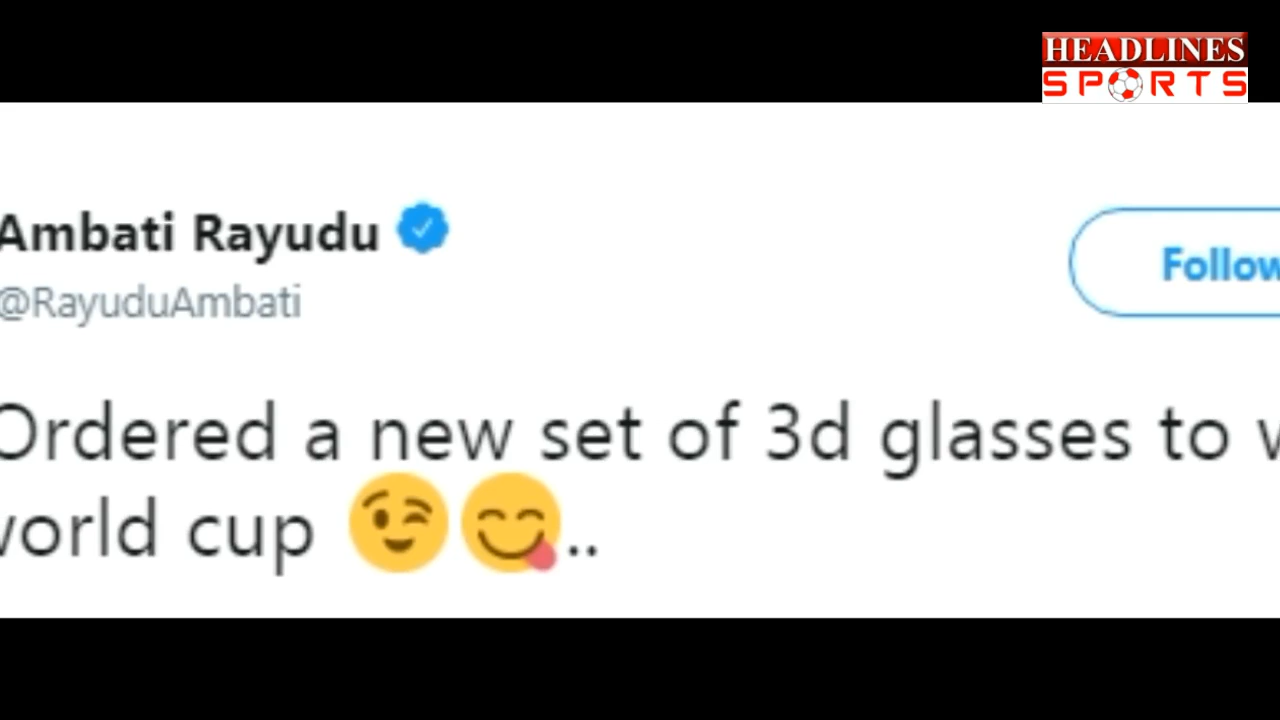 HEADLINES
SPORTS
Ambati Rayudu
@RayuduAmbati
Follow
Ordered a new set of 3d glasses to
world cup 😉😋..